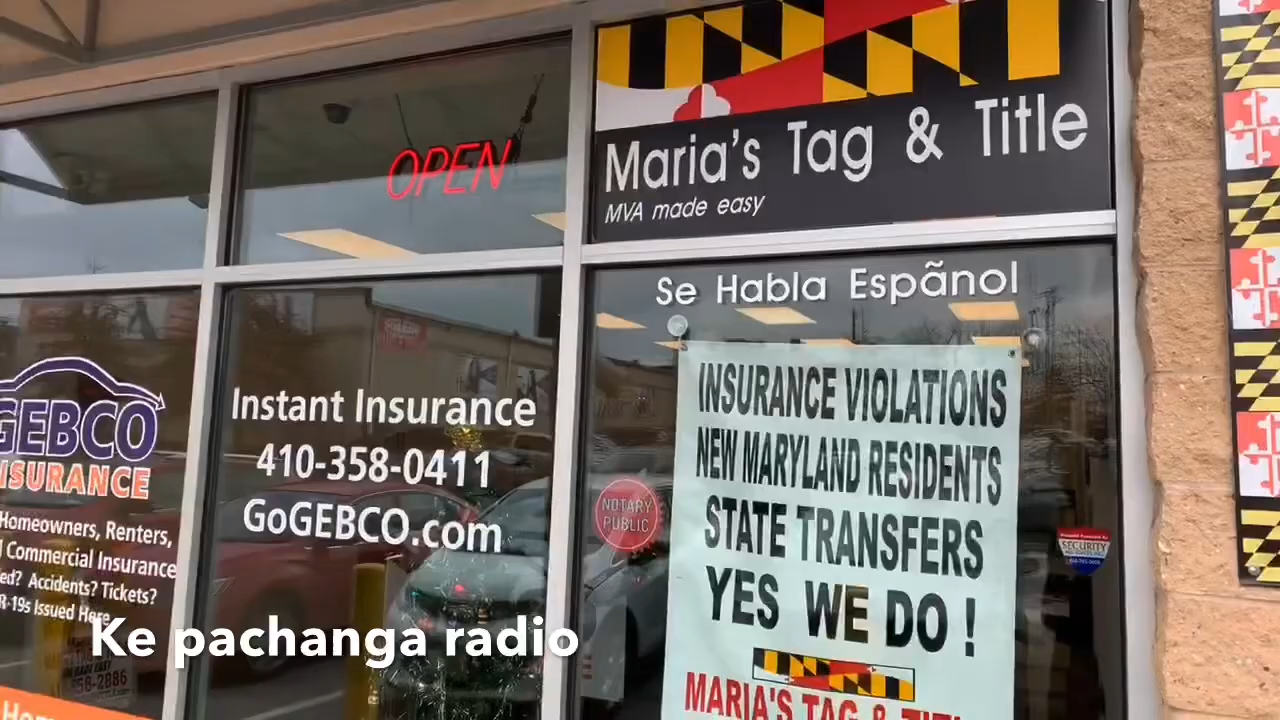 OPEN
Maria's Tag & Title
MVA made easy
Se Habla Espãnol
GEBCO
INSURANCE
Homeowners, Renters,
Commercial Insurance
Accidents? Tickets?
Issued Here
Instant Insurance
410-358-0411
GoGEBCO.com
NOTARY
PUBLIC
INSURANCE VIOLATIONS
NEW MARYLAND RESIDENTS
STATE TRANSFERS
YES WE DO !
MARIA'S TAG & TITL
SECURITY
Ke pachanga radio